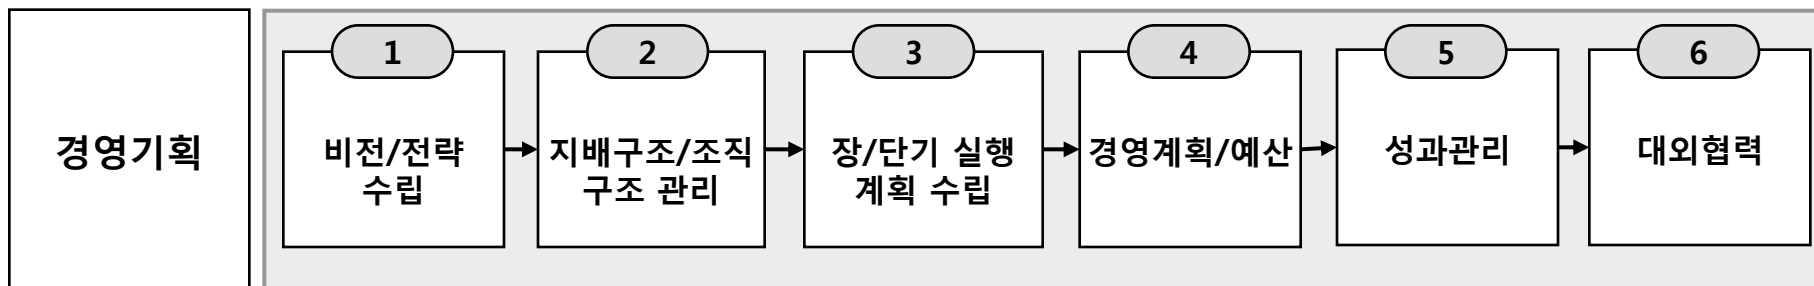 경영기획
1
비전/전략
수립
2
지배구조/조직
구조 관리
3
장/단기 실행
계획 수립
4
경영계획/예산
5
성과관리
6
대외협력